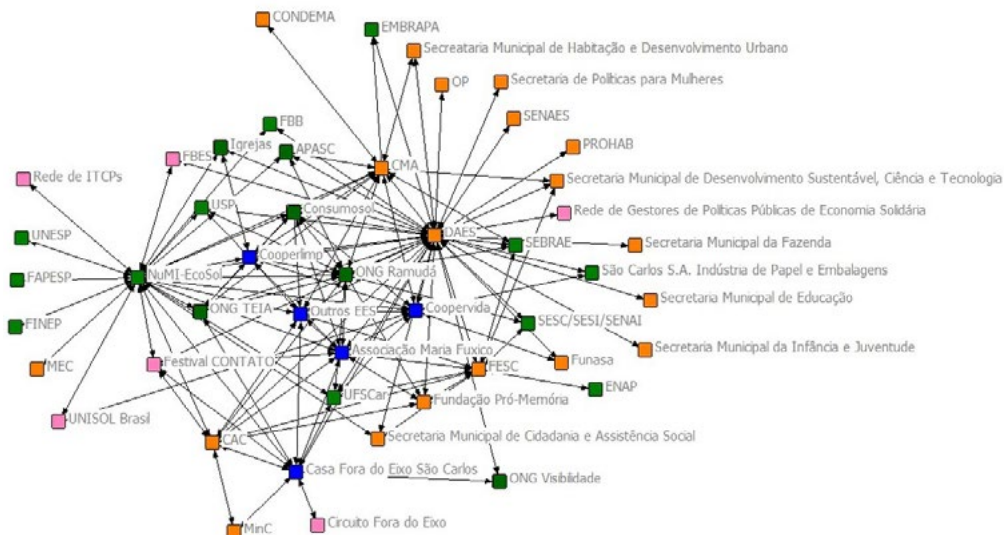 CONDEMA
EMBRAPA
Secreataria Municipal de Habitação e Desenvolvimento Urbano
OP
Secretaria de Políticas para Mulheres
SENAES
FBB
PROHAB
Igrejas
APASC
FBES
CMA
Rede de ITCPs
Secretaria Municipal de Desenvolvimento Sustentável, Ciência e Tecnologia
USP
Consumosol
Rede de Gestores de Políticas Públicas de Economia Solidária
DAES
UNESP
SEBRAE
Secretaria Municipal da Fazenda
Cooperlimp
FAPESP
NuMI-EcoSol
ONG Ramudá
São Carlos S.A. Indústria de Papel e Embalagens
Secretaria Municipal de Educação
ONG TEIA
Outros EES
Coopervida
FINEP
SESC/SESI/SENAI
Associação Maria Fuxico
Secretaria Municipal da Infância e Juventude
MEC
Festival CONTATO
FESC
Funasa
ENAP
UFSCar
Fundação Pró-Memória
UNISOL Brasil
CAC
Secretaria Municipal de Cidadania e Assistência Social
Casa Fora do Eixo São Carlos
ONG Visibilidade
MinC
Circuito Fora do Eixo